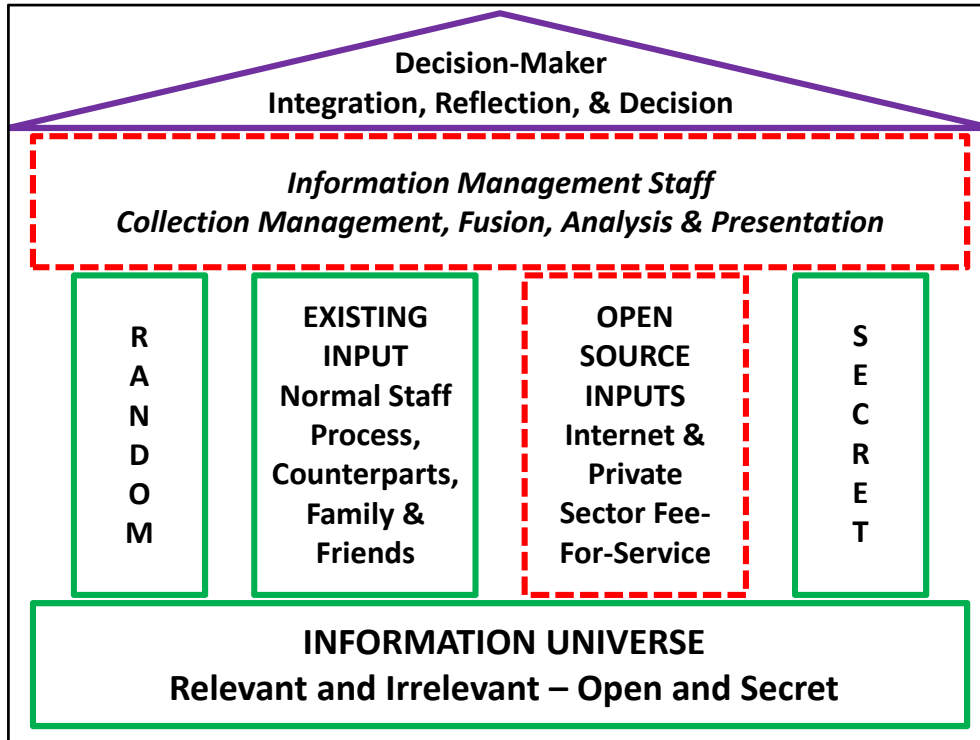 Decision-Maker
Integration, Reflection, & Decision
Information Management Staff
Collection Management, Fusion, Analysis & Presentation
R
A
N
D
O
M
EXISTING
INPUT
Normal Staff
Process,
Counterparts,
Family &
Friends
OPEN
SOURCE
INPUTS
Internet &
Private
Sector Fee-
For-Service
S
E
C
R
E
T
INFORMATION UNIVERSE
Relevant and Irrelevant – Open and Secret